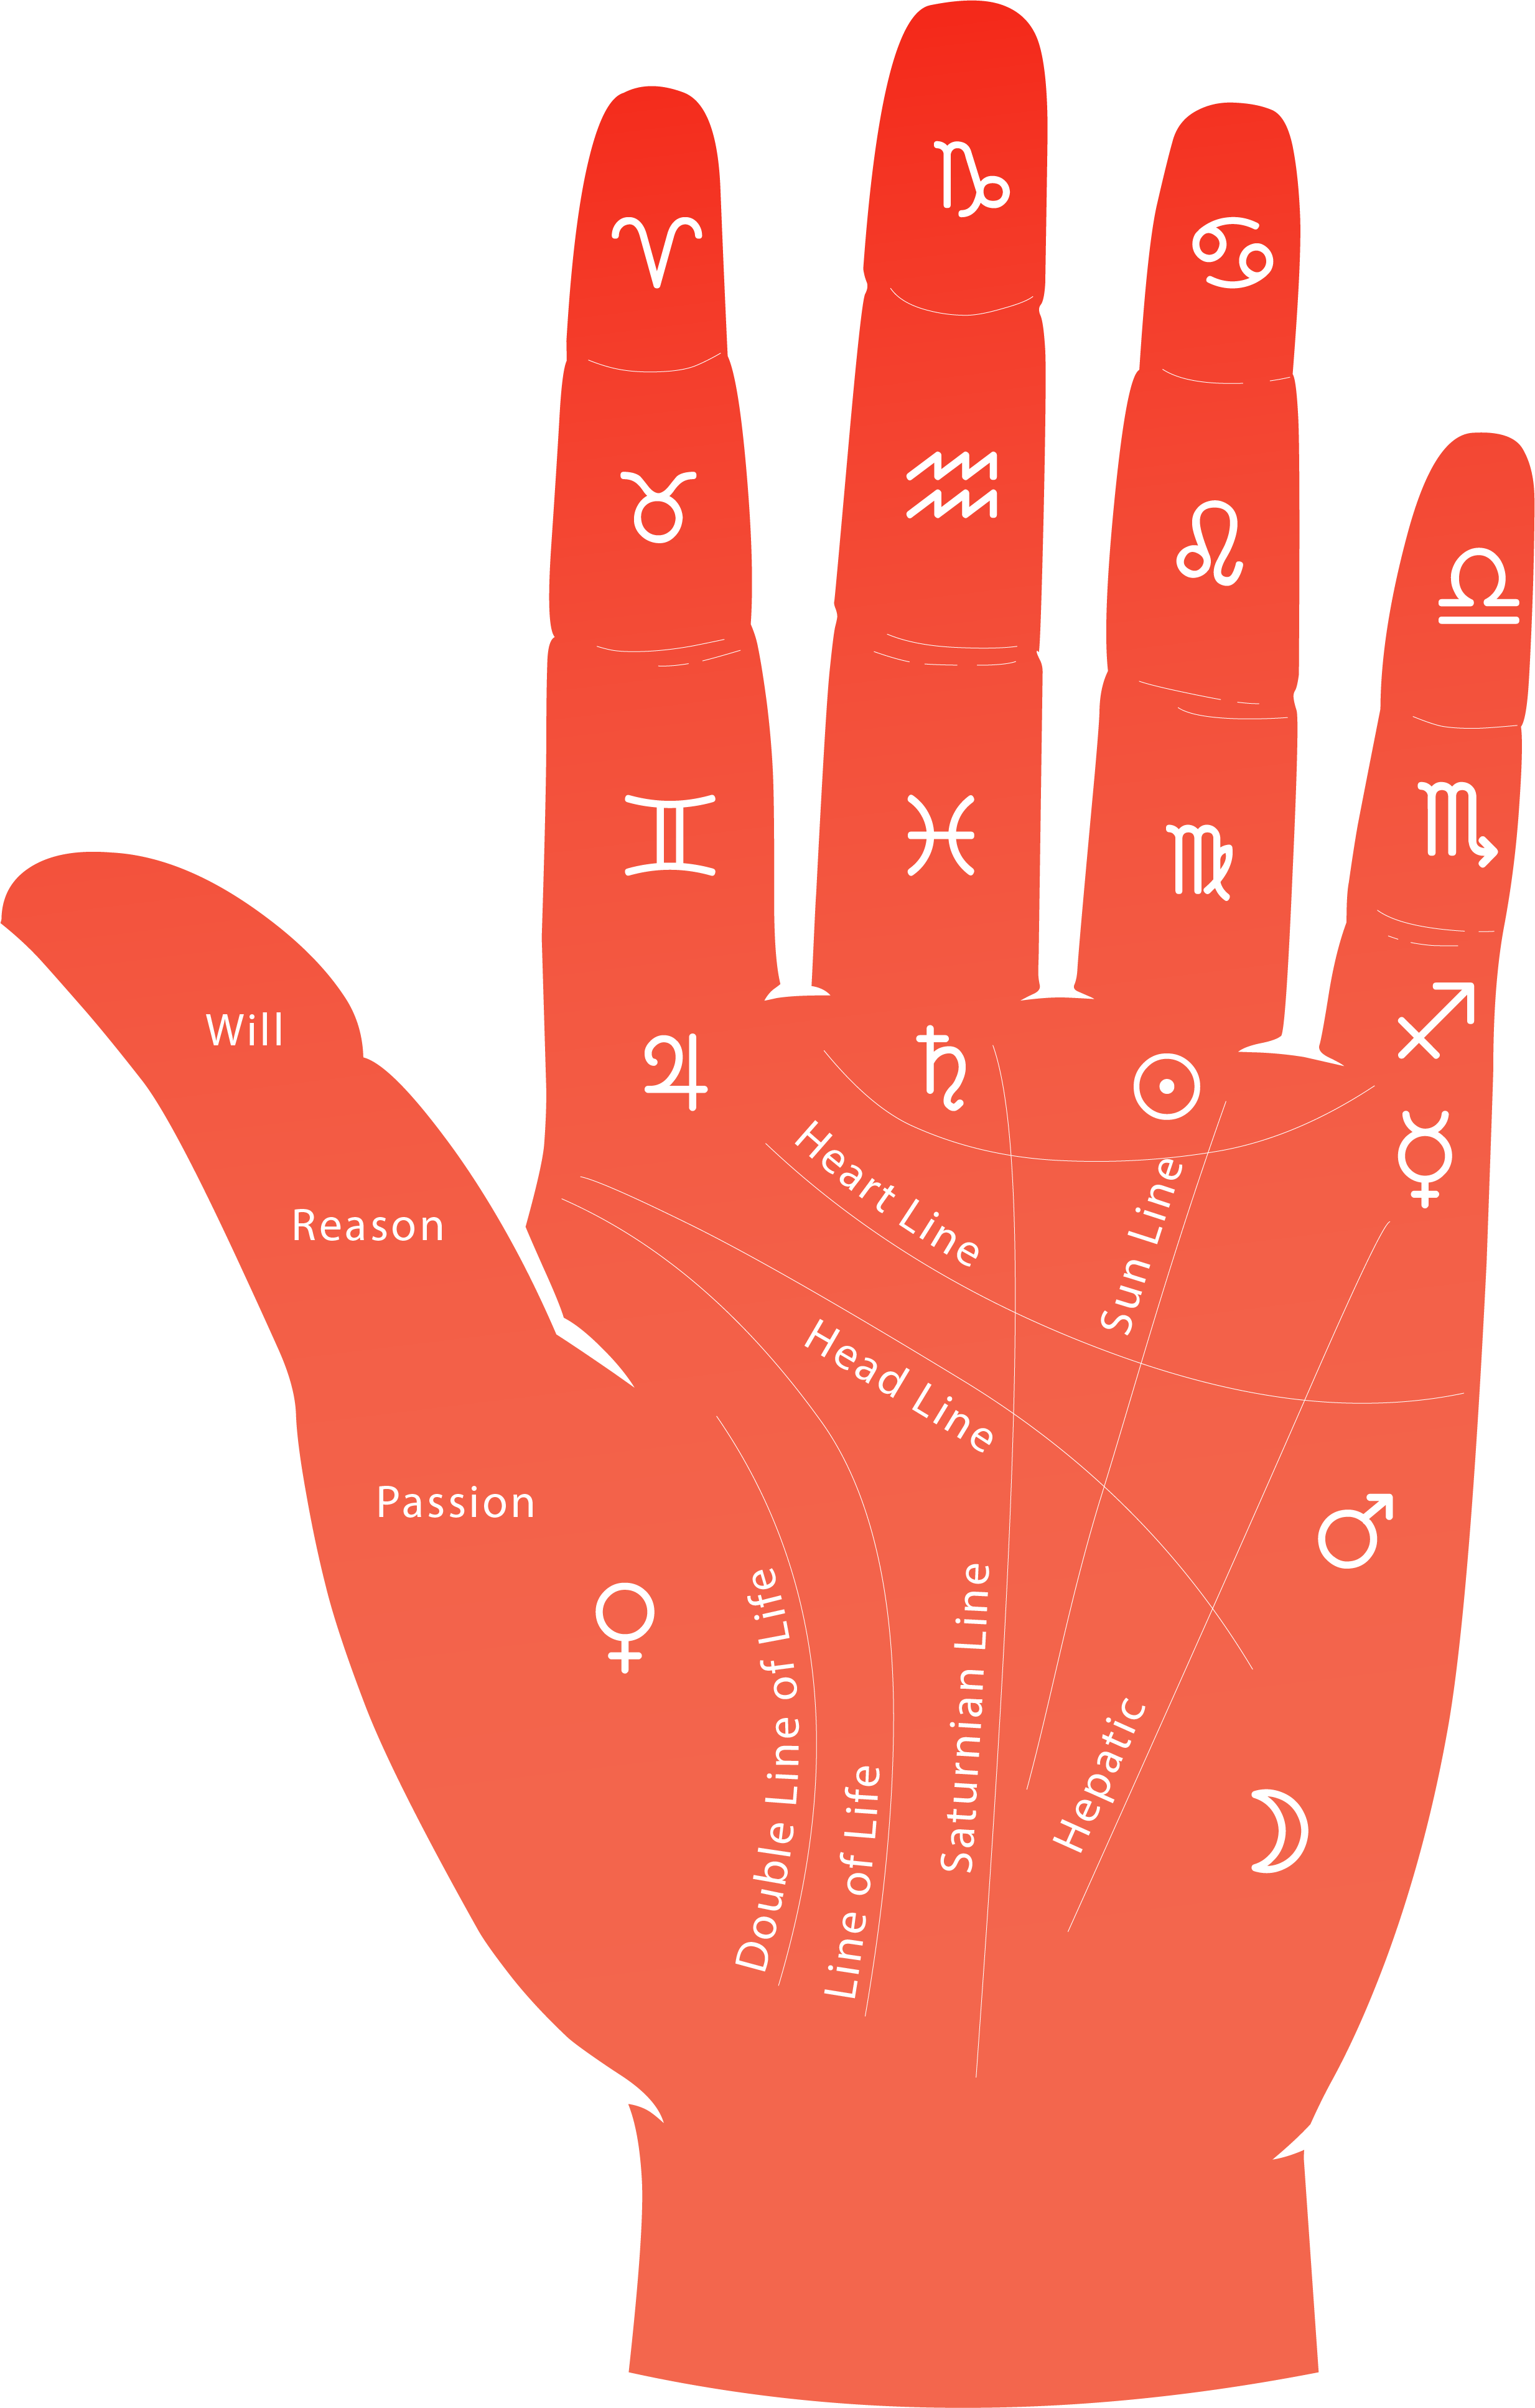 ♑
♈
♋
♉
♒
♌
♎
♊
♓
♍
♏
Will
♃
♄
☉
♐
Reason
Heart Line
Sun Line
☿
Head Line
Passion
♀
♂
Double Line of Life
Line of Life
Saturnian Line
Hepatic
☽